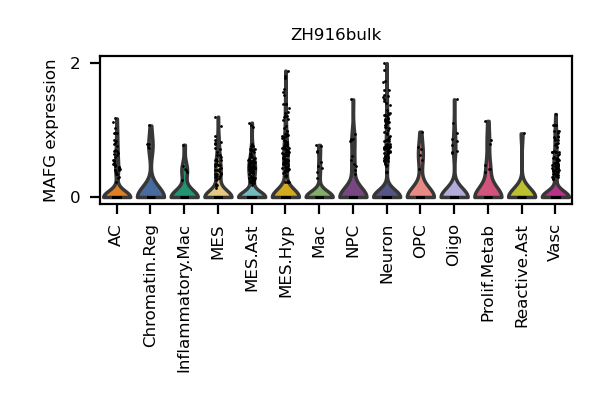 ZH916bulk
MAFG expression
2
0
AC
Chromatin.Reg
Inflammatory.Mac
MES
MES.Ast
MES.Hyp
Mac
NPC
Neuron
OPC
Oligo
Prolif.Metab
Reactive.Ast
Vasc